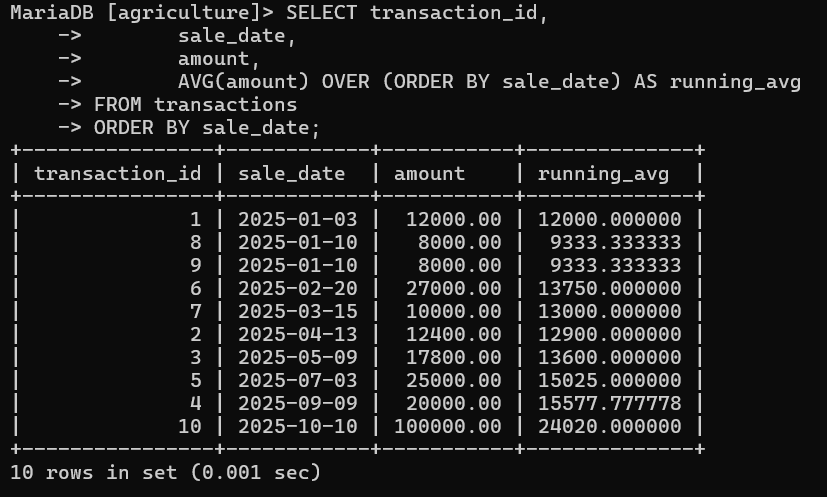 MariaDB [agriculture]> SELECT transaction_id,
    ->        sale_date,
    ->        amount,
    ->        AVG(amount) OVER (ORDER BY sale_date) AS running_avg
    -> FROM transactions
    -> ORDER BY sale_date;
+----------------+------------+-----------+--------------+
| transaction_id | sale_date  | amount    | running_avg  |
+----------------+------------+-----------+--------------+
|              1 | 2025-01-03 |  12000.00 | 12000.000000 |
|              8 | 2025-01-10 |   8000.00 |  9333.333333 |
|              9 | 2025-01-10 |   8000.00 |  9333.333333 |
|              6 | 2025-02-20 |  27000.00 | 13750.000000 |
|              7 | 2025-03-15 |  10000.00 | 13000.000000 |
|              2 | 2025-04-13 |  12400.00 | 12900.000000 |
|              3 | 2025-05-09 |  17800.00 | 13600.000000 |
|              5 | 2025-07-03 |  25000.00 | 15025.000000 |
|              4 | 2025-09-09 |  20000.00 | 15577.777778 |
|             10 | 2025-10-10 | 100000.00 | 24020.000000 |
+----------------+------------+-----------+--------------+
10 rows in set (0.001 sec)